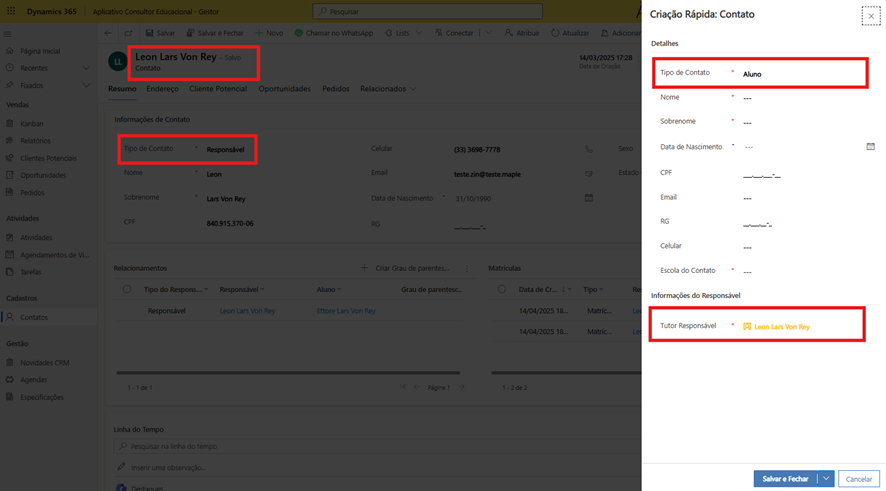 Dynamics 365 Aplicativo Consultor Educacional - Gestor Pesquisar
Salvar Salvar e Fechar Novo Chamar no WhatsApp Lists Conectar Atribuir Atualizar Adicionar
Página Inicial
Recentes
Fixados
Vendas
Kanban
Relatórios
Clientes Potenciais
Oportunidades
Pedidos
Atividades
Atividades
Agendamentos de Vi...
Tarefas
Cadastros
Contatos
Gestão
Novidades CRM
Agendas
Especificações
LL
Leon Lars Von Rey - Salvo
Contato
14/03/2025 17:28
Data de Criação
Resumo Endereço Cliente Potencial Oportunidades Pedidos Relacionados
Informações de Contato
Tipo de Contato * Responsável
Nome * Leon
Sobrenome * Lars Von Rey
CPF 840.915.370-06
Celular (33) 3698-7778
Email teste.zin@teste.maple
Data de Nascimento * 31/10/1990
RG __.___.___-_
Sexo
Estado
Relacionamentos Criar Grau de parentes...
Tipo do Respons... Responsável Aluno Grau de parentesc...
Responsável Leon Lars Von Rey Ettore Lars Von Rey
1 - 1 de 1 Página 1
Matrículas
Data de Cr... Tipo Re
14/04/2025 18... Matríc... Le
14/04/2025 18... Matríc... Le
1 - 2 de 2
Linha do Tempo
Pesquisar na linha do tempo
Inserir uma observação...
Destaques
Criação Rápida: Contato
Detalhes
Tipo de Contato * Aluno
Nome * ---
Sobrenome * ---
Data de Nascimento * ---
CPF ___.___.___-__
Email ---
RG __.___.___-_
Celular ---
Escola do Contato * ---
Informações do Responsável
Tutor Responsável * Leon Lars Von Rey
Salvar e Fechar Cancelar